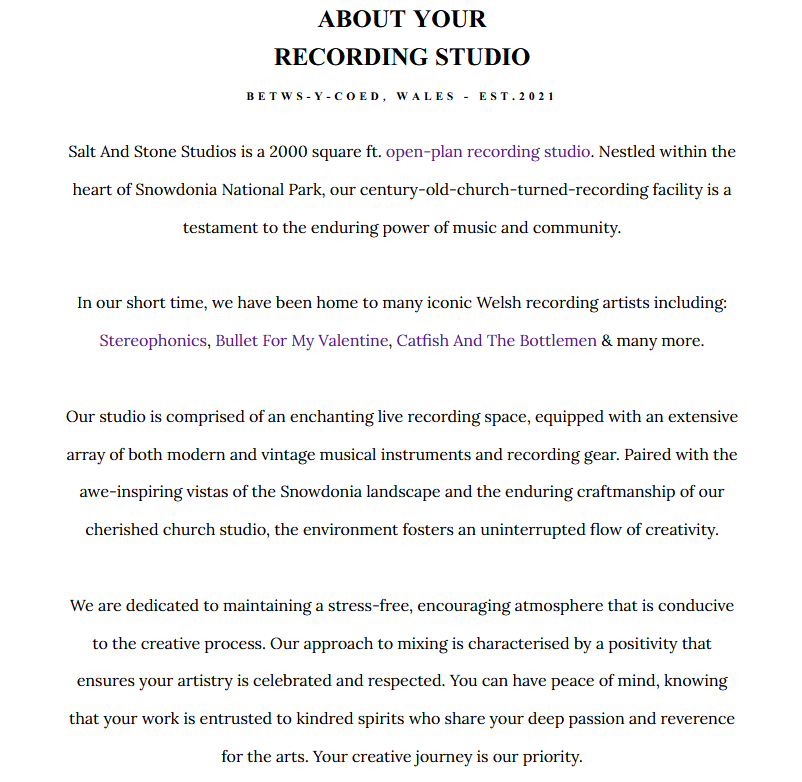 ABOUT YOUR
RECORDING STUDIO
BETWS-Y-COED, WALES - EST.2021
Salt And Stone Studios is a 2000 square ft. open-plan recording studio. Nestled within the
heart of Snowdonia National Park, our century-old-church-turned-recording facility is a
testament to the enduring power of music and community.
In our short time, we have been home to many iconic Welsh recording artists including:
Stereophonics, Bullet For My Valentine, Catfish And The Bottlemen & many more.
Our studio is comprised of an enchanting live recording space, equipped with an extensive
array of both modern and vintage musical instruments and recording gear. Paired with the
awe-inspiring vistas of the Snowdonia landscape and the enduring craftmanship of our
cherished church studio, the environment fosters an uninterrupted flow of creativity.
We are dedicated to maintaining a stress-free, encouraging atmosphere that is conducive
to the creative process. Our approach to mixing is characterised by a positivity that
ensures your artistry is celebrated and respected. You can have peace of mind, knowing
that your work is entrusted to kindred spirits who share your deep passion and reverence
for the arts. Your creative journey is our priority.